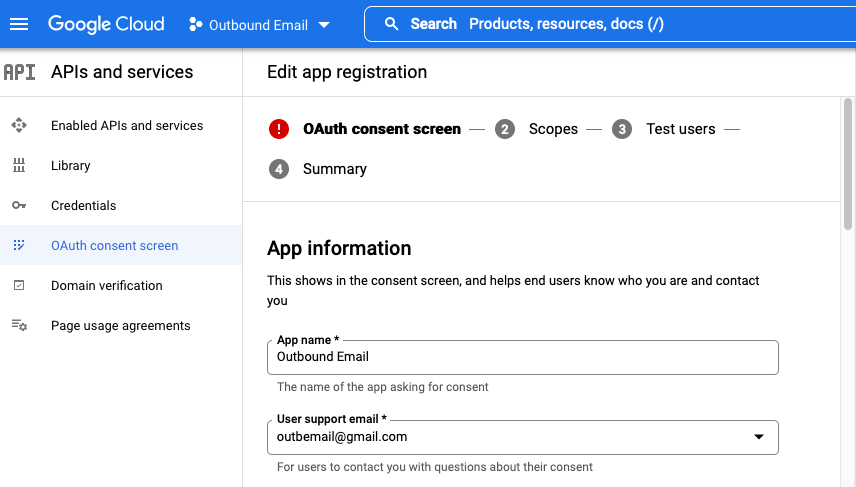 Google Cloud
Outbound Email
Search Products, resources, docs (/)
API APIs and services
Edit app registration
Enabled APIs and services
Library
Credentials
OAuth consent screen
Domain verification
Page usage agreements
! OAuth consent screen — 2 Scopes — 3 Test users —
4 Summary
App information
This shows in the consent screen, and helps end users know who you are and contact
you
App name *
Outbound Email
The name of the app asking for consent
User support email *
outbemail@gmail.com
For users to contact you with questions about their consent